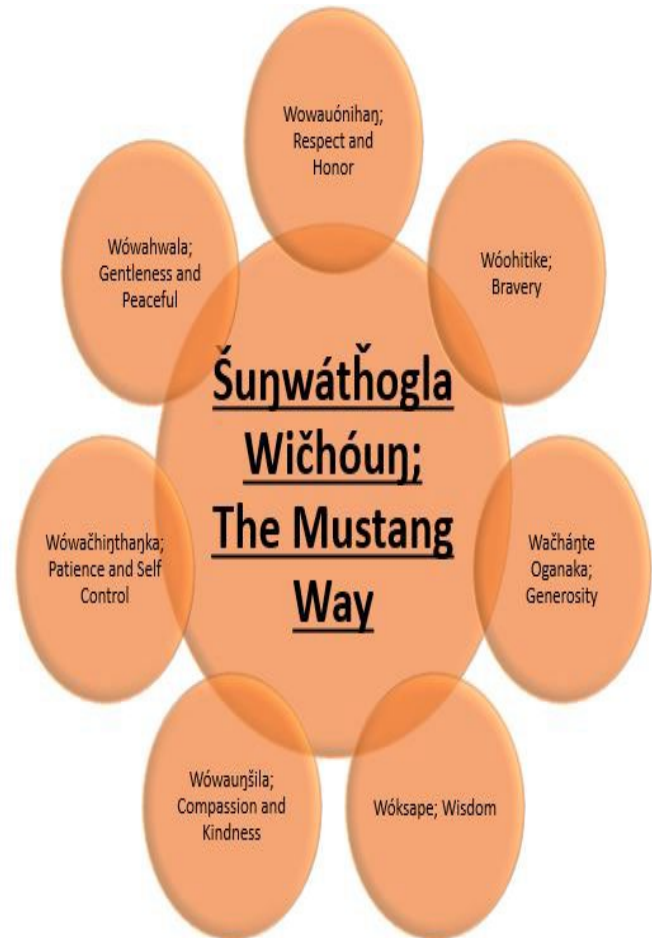 Wowauónihaŋ;
Respect and
Honor
Wóohitike;
Bravery
Wačháŋte
Oganaka;
Generosity
Wóksape; Wisdom
Wówauŋšila;
Compassion and
Kindness
Wówačhiŋthaŋka;
Patience and Self
Control
Wówahwala;
Gentleness and
Peaceful
Šuŋwátȟogla
Wičhóuŋ;
The Mustang
Way